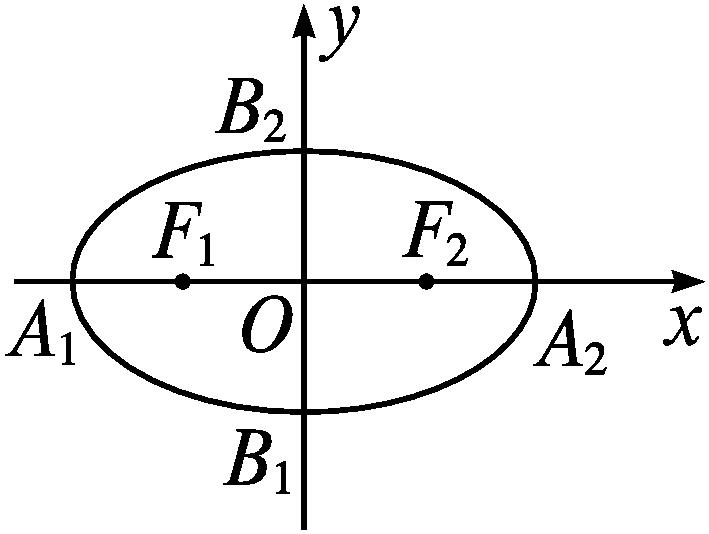 y
B₂
F₁ F₂
A₁ O A₂ x
B₁